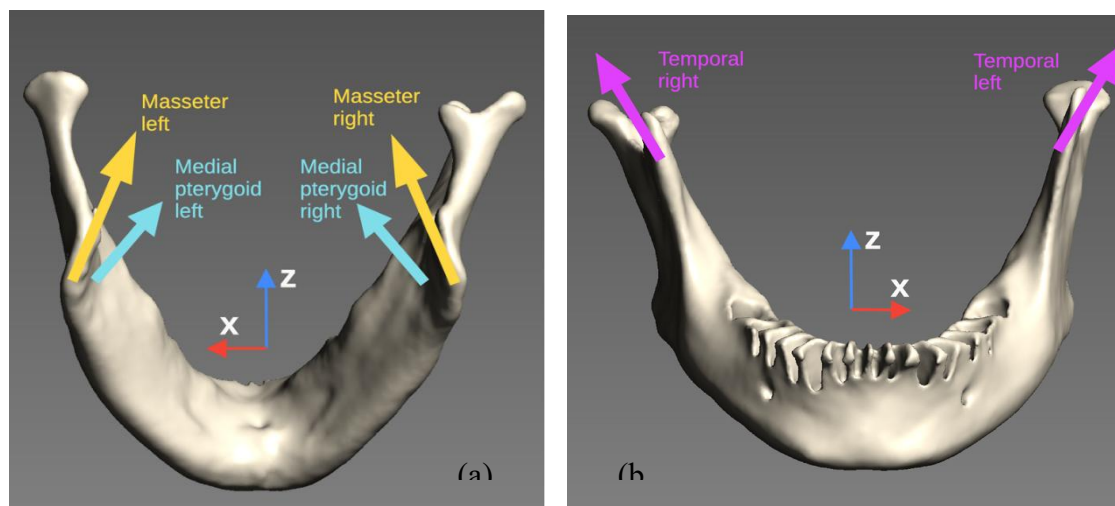 Masseter
left
Masseter
right
Medial
pterygoid
left
Medial
pterygoid
right
Z
X
(a)
Temporal
right
Temporal
left
Z
X
(b